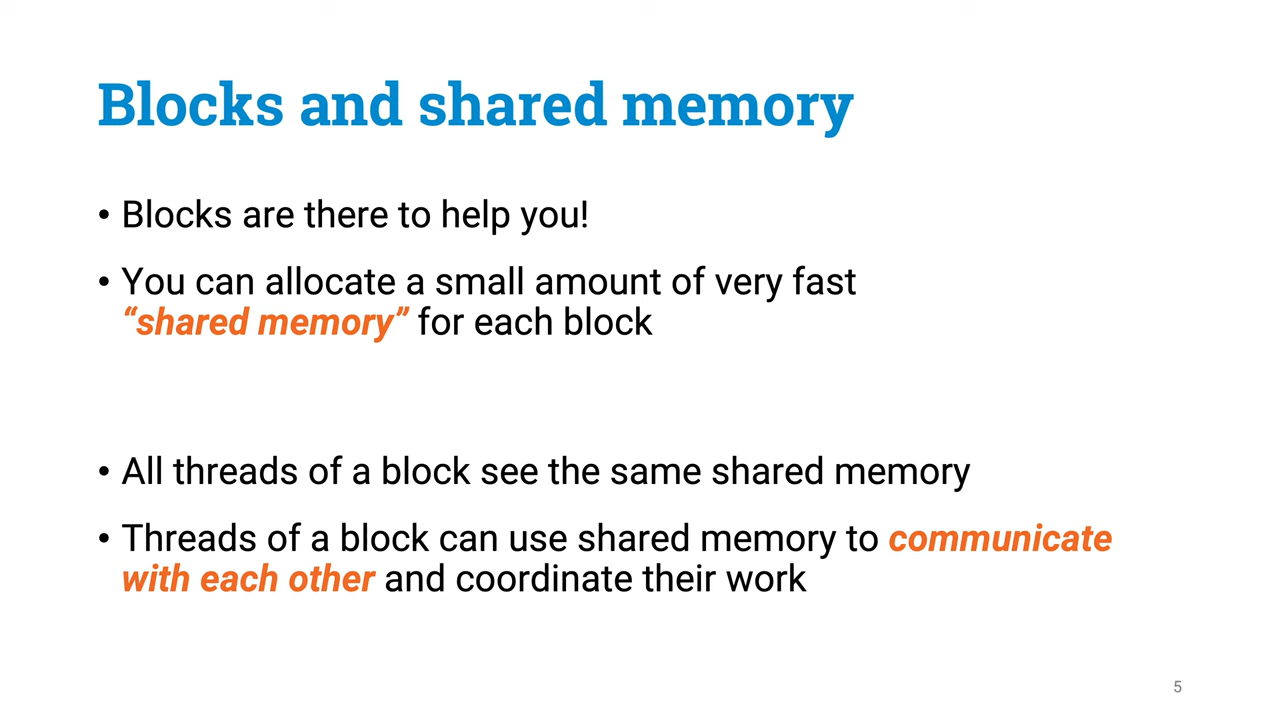 Blocks and shared memory
• Blocks are there to help you!
• You can allocate a small amount of very fast
“shared memory” for each block
• All threads of a block see the same shared memory
• Threads of a block can use shared memory to communicate
with each other and coordinate their work
5